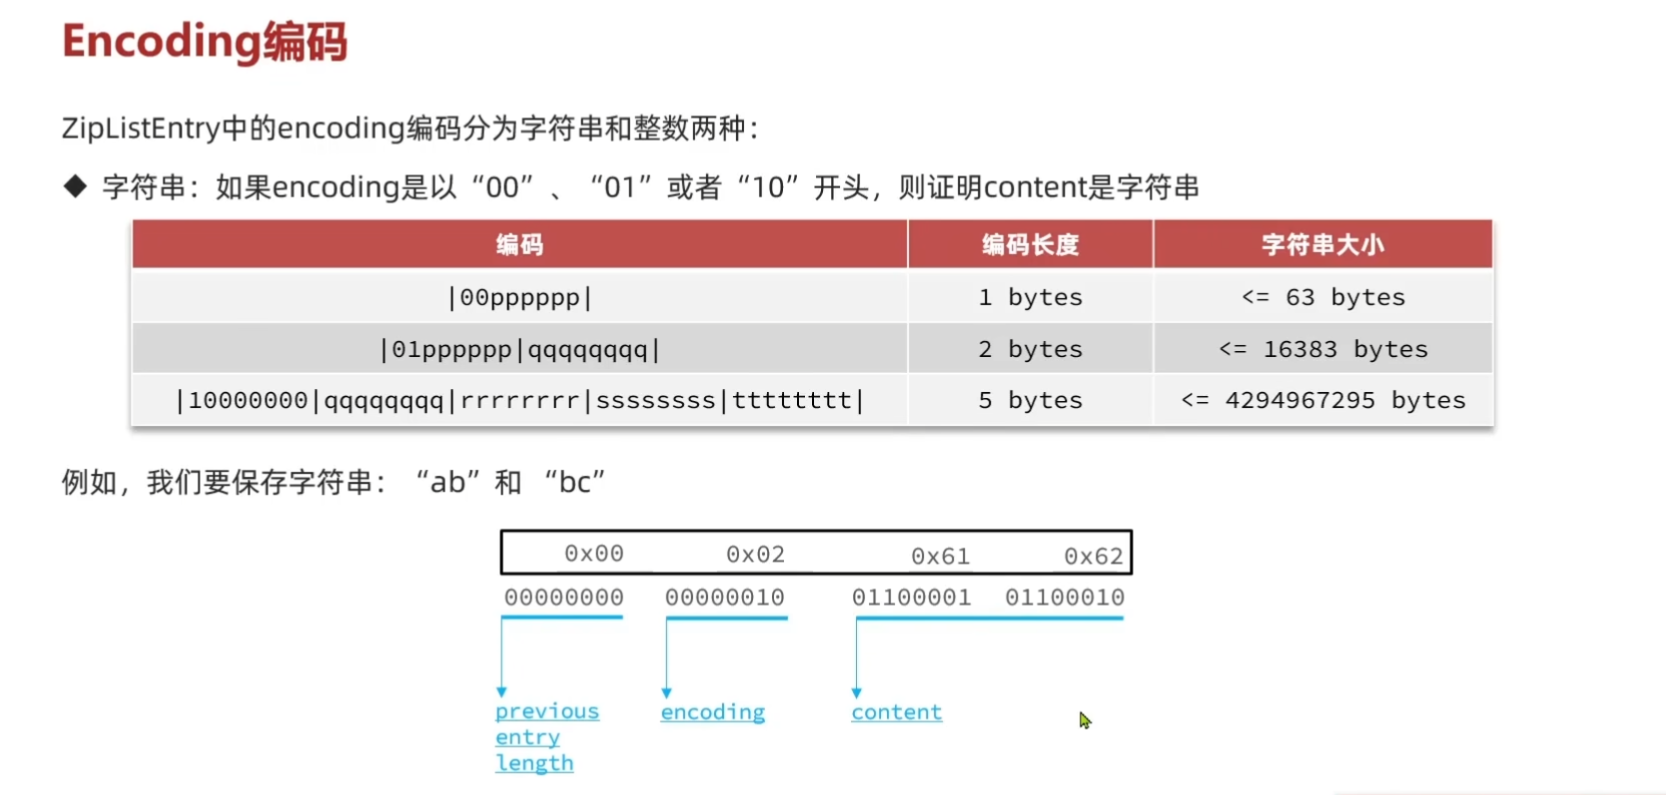 Encoding编码
ZipListEntry中的encoding编码分为字符串和整数两种：
◆ 字符串：如果encoding是以“00”、“01”或者“10”开头，则证明content是字符串
编码 编码长度 字符串大小
|00pppppp| 1 bytes <= 63 bytes
|01pppppp|qqqqqqqq| 2 bytes <= 16383 bytes
|10000000|qqqqqqqq|rrrrrrrr|ssssssss|tttttttt| 5 bytes <= 4294967295 bytes
例如，我们要保存字符串：“ab”和 “bc”
0x00 0x02 0x61 0x62
00000000 00000010 01100001 01100010
previous encoding content
entry
length